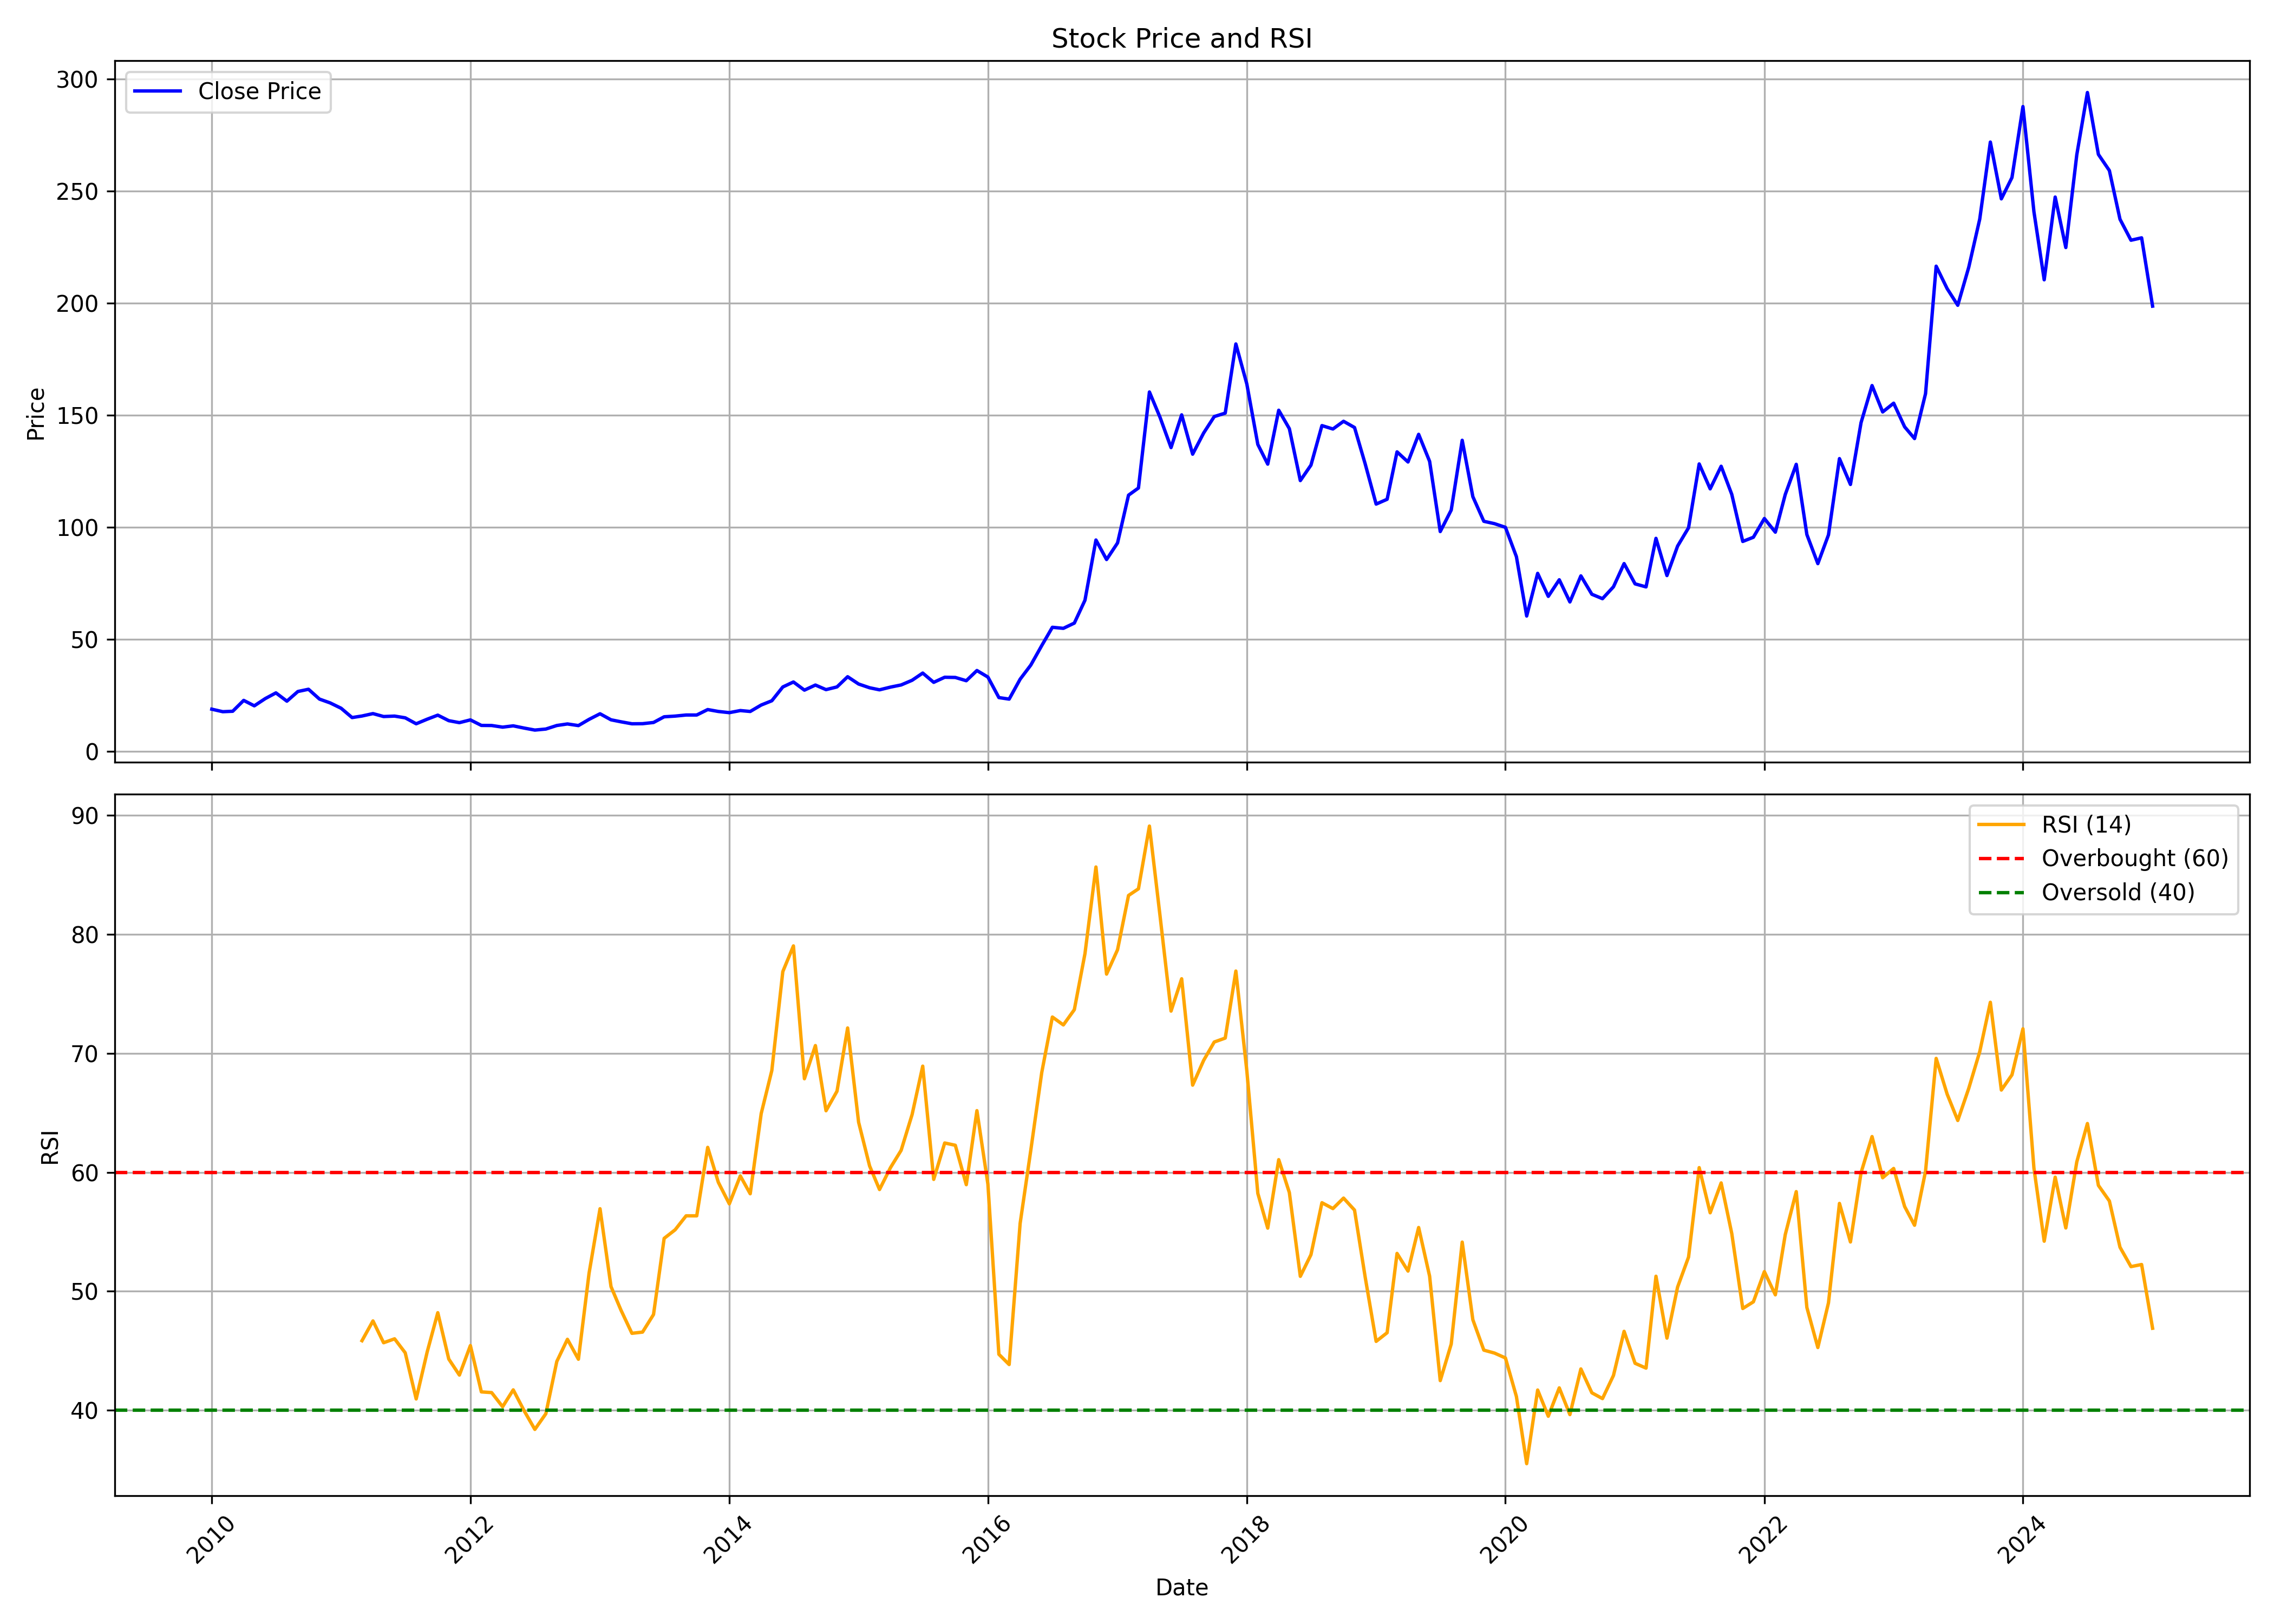 Stock Price and RSI
Close Price
300
250
200
150
100
50
0
Price
RSI (14)
Overbought (60)
Oversold (40)
90
80
70
60
50
40
RSI
2010 2012 2014 2016 2018 2020 2022 2024
Date